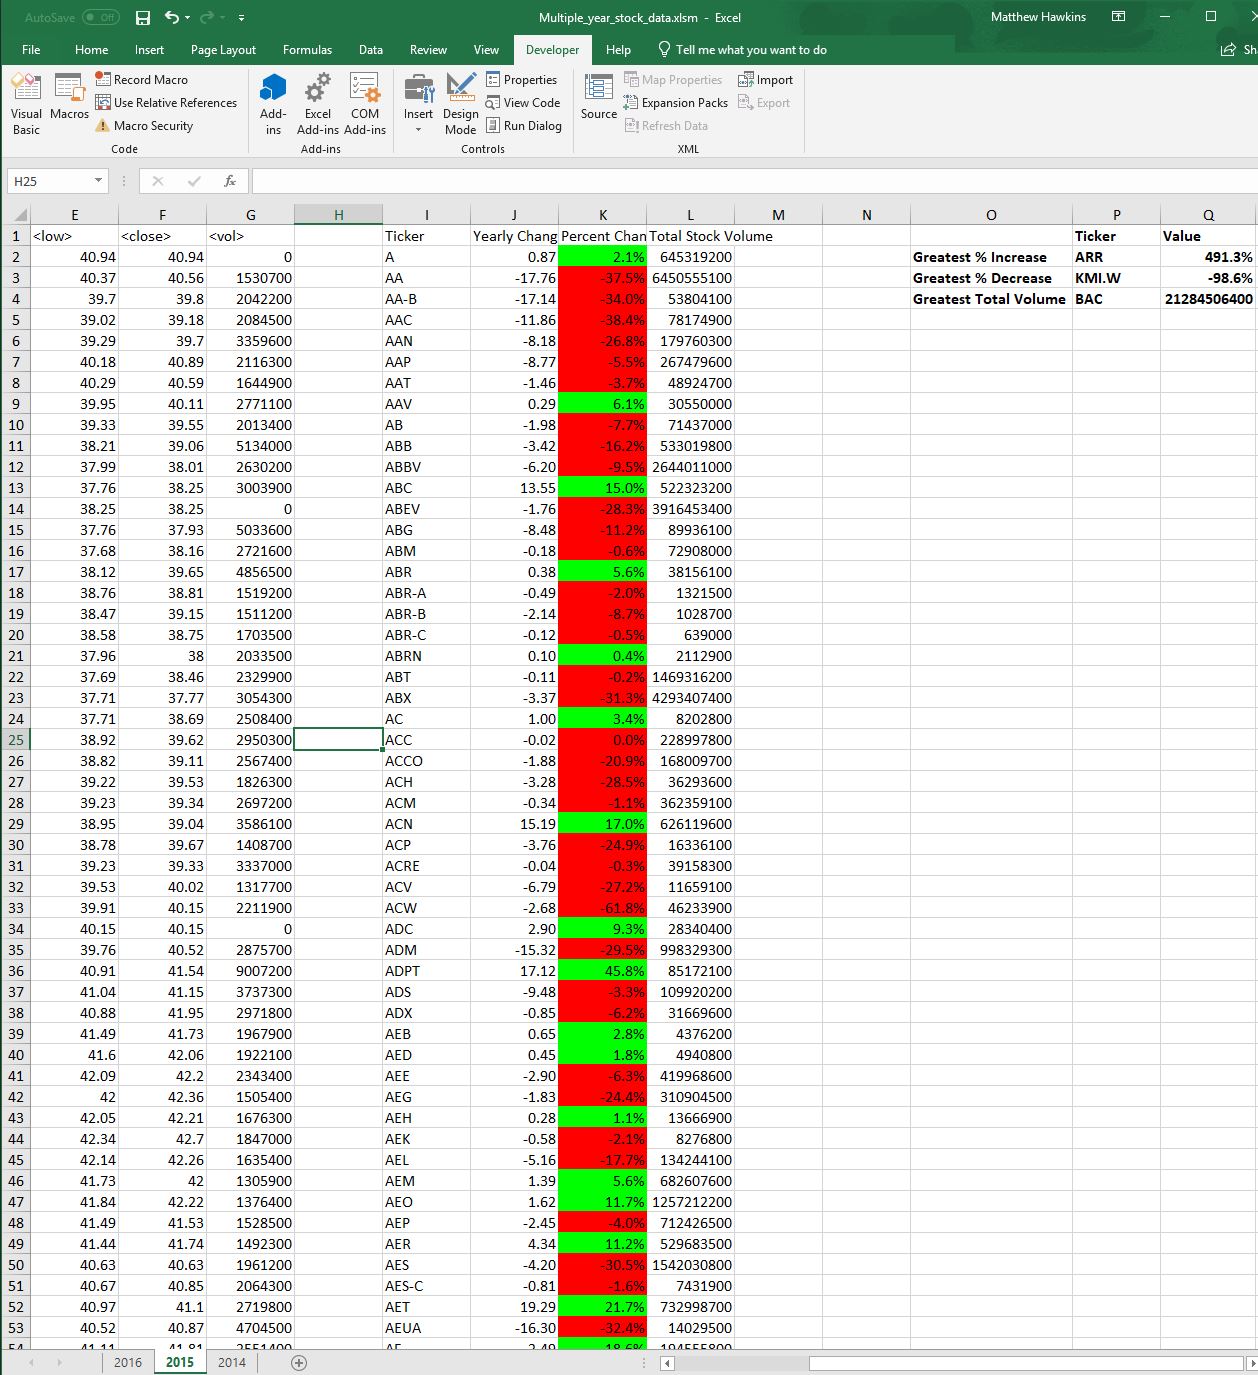 AutoSave Off Multiple_year_stock_data.xlsm - Excel Matthew Hawkins
File Home Insert Page Layout Formulas Data Review View Developer Help Tell me what you want to do Sh
Visual Basic
Macros
Record Macro
Use Relative References
Macro Security
Code
Add-ins
Excel Add-ins
COM Add-ins
Add-ins
Insert
Design Mode
Properties
View Code
Run Dialog
Controls
Source
Map Properties
Expansion Packs
Refresh Data
Import
Export
XML
H25 fx
E F G H I J K L M N O P Q
1 <low> <close> <vol> Ticker Yearly Chang Percent Chan Total Stock Volume Ticker Value
2 40.94 40.94 0 A 0.87 2.1% 645319200 Greatest % Increase ARR 491.3%
3 40.37 40.56 1530700 AA -17.76 -37.5% 6450555100 Greatest % Decrease KMI.W -98.6%
4 39.7 39.8 2042200 AA-B -17.14 -34.0% 53804100 Greatest Total Volume BAC 21284506400
5 39.02 39.18 2084500 AAC -11.86 -38.4% 78174900
6 39.29 39.7 3359600 AAN -8.18 -26.8% 179760300
7 40.18 40.89 2116300 AAP -8.77 -5.5% 267479600
8 40.29 40.59 1644900 AAT -1.46 -3.7% 48924700
9 39.95 40.11 2771100 AAV 0.29 6.1% 30550000
10 39.33 39.55 2013400 AB -1.98 -7.7% 71437000
11 38.21 39.06 5134000 ABB -3.42 -16.2% 533019800
12 37.99 38.01 2630200 ABBV -6.20 -9.5% 2644011000
13 37.76 38.25 3003900 ABC 13.55 15.0% 522323200
14 38.25 38.25 0 ABEV -1.76 -28.3% 3916453400
15 37.76 37.93 5033600 ABG -8.48 -11.2% 89936100
16 37.68 38.16 2721600 ABM -0.18 -0.6% 72908000
17 38.12 39.65 4856500 ABR 0.38 5.6% 38156100
18 38.76 38.81 1519200 ABR-A -0.49 -2.0% 1321500
19 38.47 39.15 1511200 ABR-B -2.14 -8.7% 1028700
20 38.58 38.75 1703500 ABR-C -0.12 -0.5% 639000
21 37.96 38 2033500 ABRN 0.10 0.4% 2112900
22 37.69 38.46 2329900 ABT -0.11 -0.2% 1469316200
23 37.71 37.77 3054300 ABX -3.37 -31.3% 4293407400
24 37.71 38.69 2508400 AC 1.00 3.4% 8202800
25 38.92 39.62 2950300 ACC -0.02 0.0% 228997800
26 38.82 39.11 2567400 ACCO -1.88 -20.9% 168009700
27 39.22 39.53 1826300 ACH -3.28 -28.5% 36293600
28 39.23 39.34 2697200 ACM -0.34 -1.1% 362359100
29 38.95 39.04 3586100 ACN 15.19 17.0% 626119600
30 38.78 39.67 1408700 ACP -3.76 -24.9% 16336100
31 39.23 39.33 3337000 ACRE -0.04 -0.3% 39158300
32 39.53 40.02 1317700 ACV -6.79 -27.2% 11659100
33 39.91 40.15 2211900 ACW -2.68 -61.8% 46233900
34 40.15 40.15 0 ADC 2.90 9.3% 28340400
35 39.76 40.52 2875700 ADM -15.32 -29.5% 998329300
36 40.91 41.54 9007200 ADPT 17.12 45.8% 85172100
37 41.04 41.15 3737300 ADS -9.48 -3.3% 109920200
38 40.88 41.95 2971800 ADX -0.85 -6.2% 31669600
39 41.49 41.73 1967900 AEB 0.65 2.8% 4376200
40 41.6 42.06 1922100 AED 0.45 1.8% 4940800
41 42.09 42.2 2343400 AEE -2.90 -6.3% 419968600
42 42 42.36 1505400 AEG -1.83 -24.4% 310904500
43 42.05 42.21 1676300 AEH 0.28 1.1% 13666900
44 42.34 42.7 1847000 AEK -0.58 -2.1% 8276800
45 42.14 42.26 1635400 AEL -5.16 -17.7% 134244100
46 41.73 42 1305900 AEM 1.39 5.6% 682607600
47 41.84 42.22 1376400 AEO 1.62 11.7% 1257212200
48 41.49 41.53 1528500 AEP -2.45 -4.0% 712426500
49 41.44 41.74 1492300 AER 4.34 11.2% 529683500
50 40.63 40.63 1961200 AES -4.20 -30.5% 1542030800
51 40.67 40.85 2064300 AES-C -0.81 -1.6% 7431900
52 40.97 41.1 2719800 AET 19.29 21.7% 732998700
53 40.52 40.87 4704500 AEUA -16.30 -32.4% 14029500
2016 2015 2014